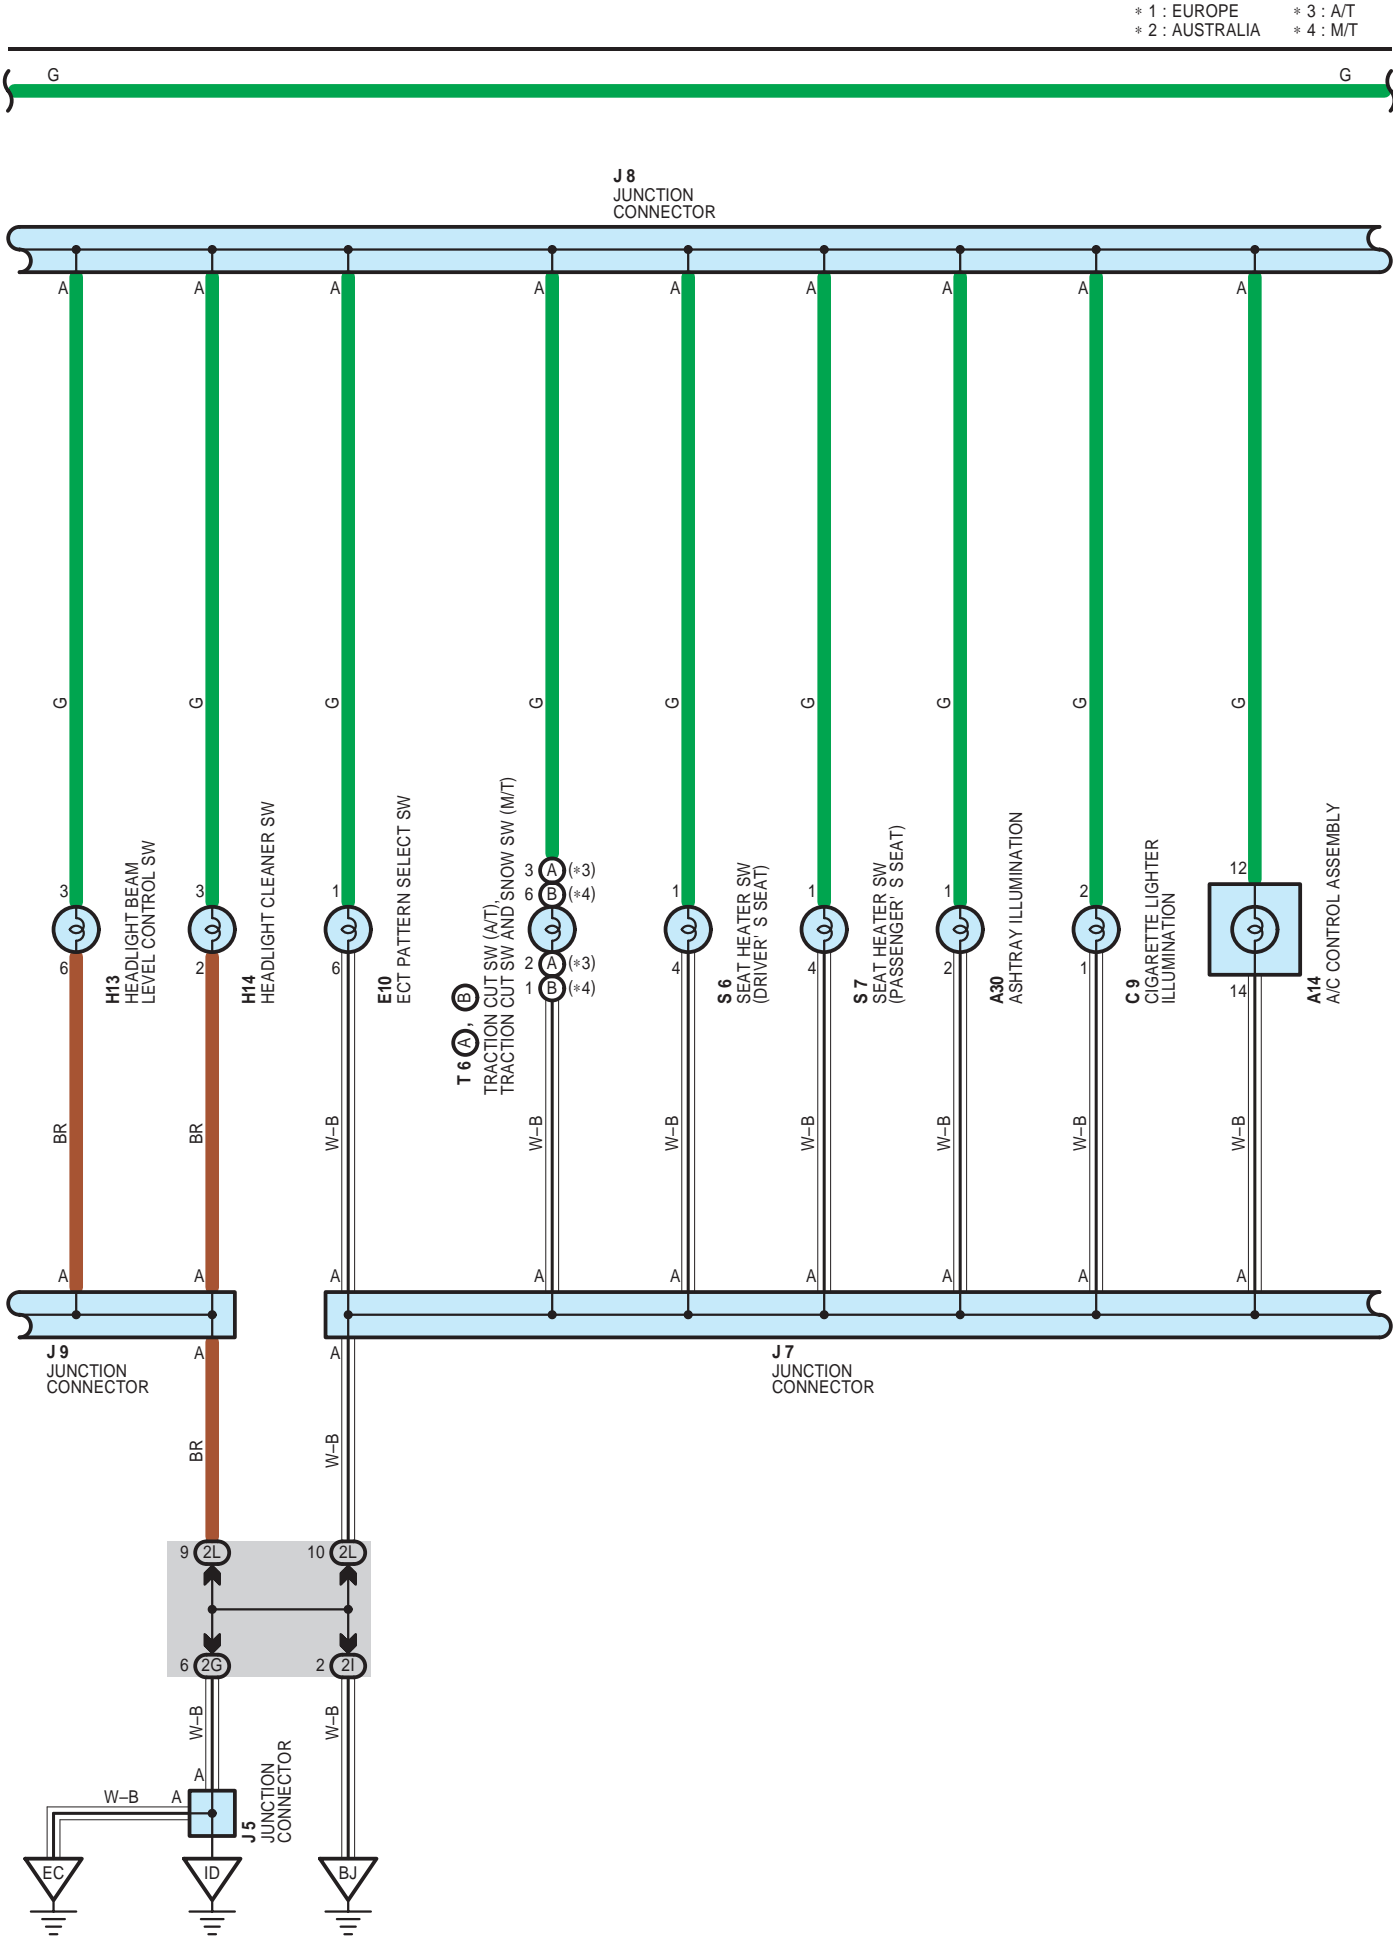 * 1 : EUROPE * 3 : A/T
* 2 : AUSTRALIA * 4 : M/T
G G
J 8
JUNCTION
CONNECTOR
A A A A A A A A A
G G G G G G G G G
3 3 1 3 A (*3) 1 1 1 2 12
6 B (*4)
6 2 6 2 A (*3) 4 4 2 1 14
1 B (*4)
H13
HEADLIGHT BEAM
LEVEL CONTROL SW
H14
HEADLIGHT CLEANER SW
E10
ECT PATTERN SELECT SW
T 6 A , B
TRACTION CUT SW (A/T),
TRACTION CUT SW AND SNOW SW (M/T)
S 6
SEAT HEATER SW
(DRIVER' S SEAT)
S 7
SEAT HEATER SW
(PASSENGER' S SEAT)
A30
ASHTRAY ILLUMINATION
C 9
CIGARETTE LIGHTER
ILLUMINATION
A14
A/C CONTROL ASSEMBLY
BR BR W–B W–B W–B W–B W–B W–B W–B
A A A A A A A A A
J 9
JUNCTION
CONNECTOR
A A
J 7
JUNCTION
CONNECTOR
BR W–B
9 2L 10 2L
6 2G 2 2I
W–B W–B
A
W–B A
J 5
JUNCTION
CONNECTOR
EC ID BJ